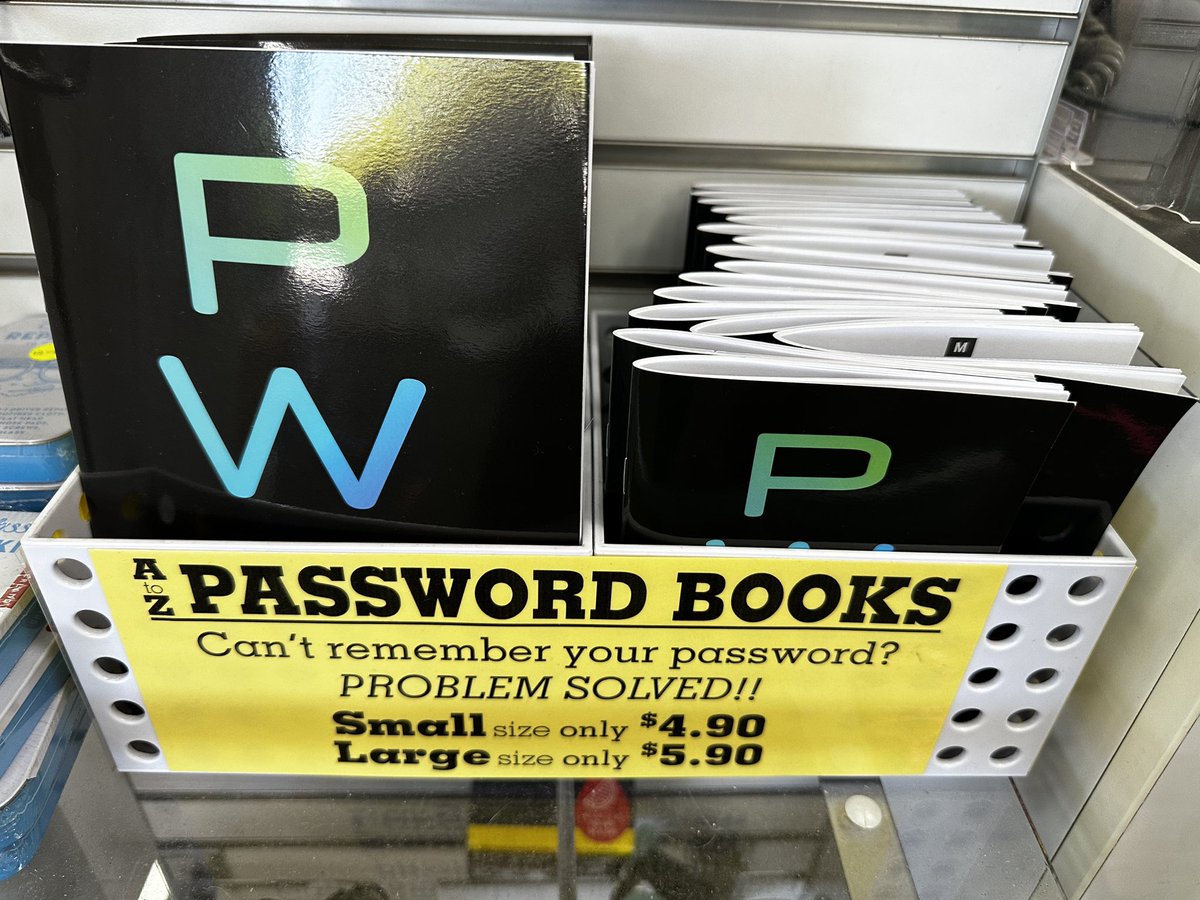 P
W
M
P
A to Z PASSWORD BOOKS
Can't remember your password?
PROBLEM SOLVED!!
Small size only $4.90
Large size only $5.90